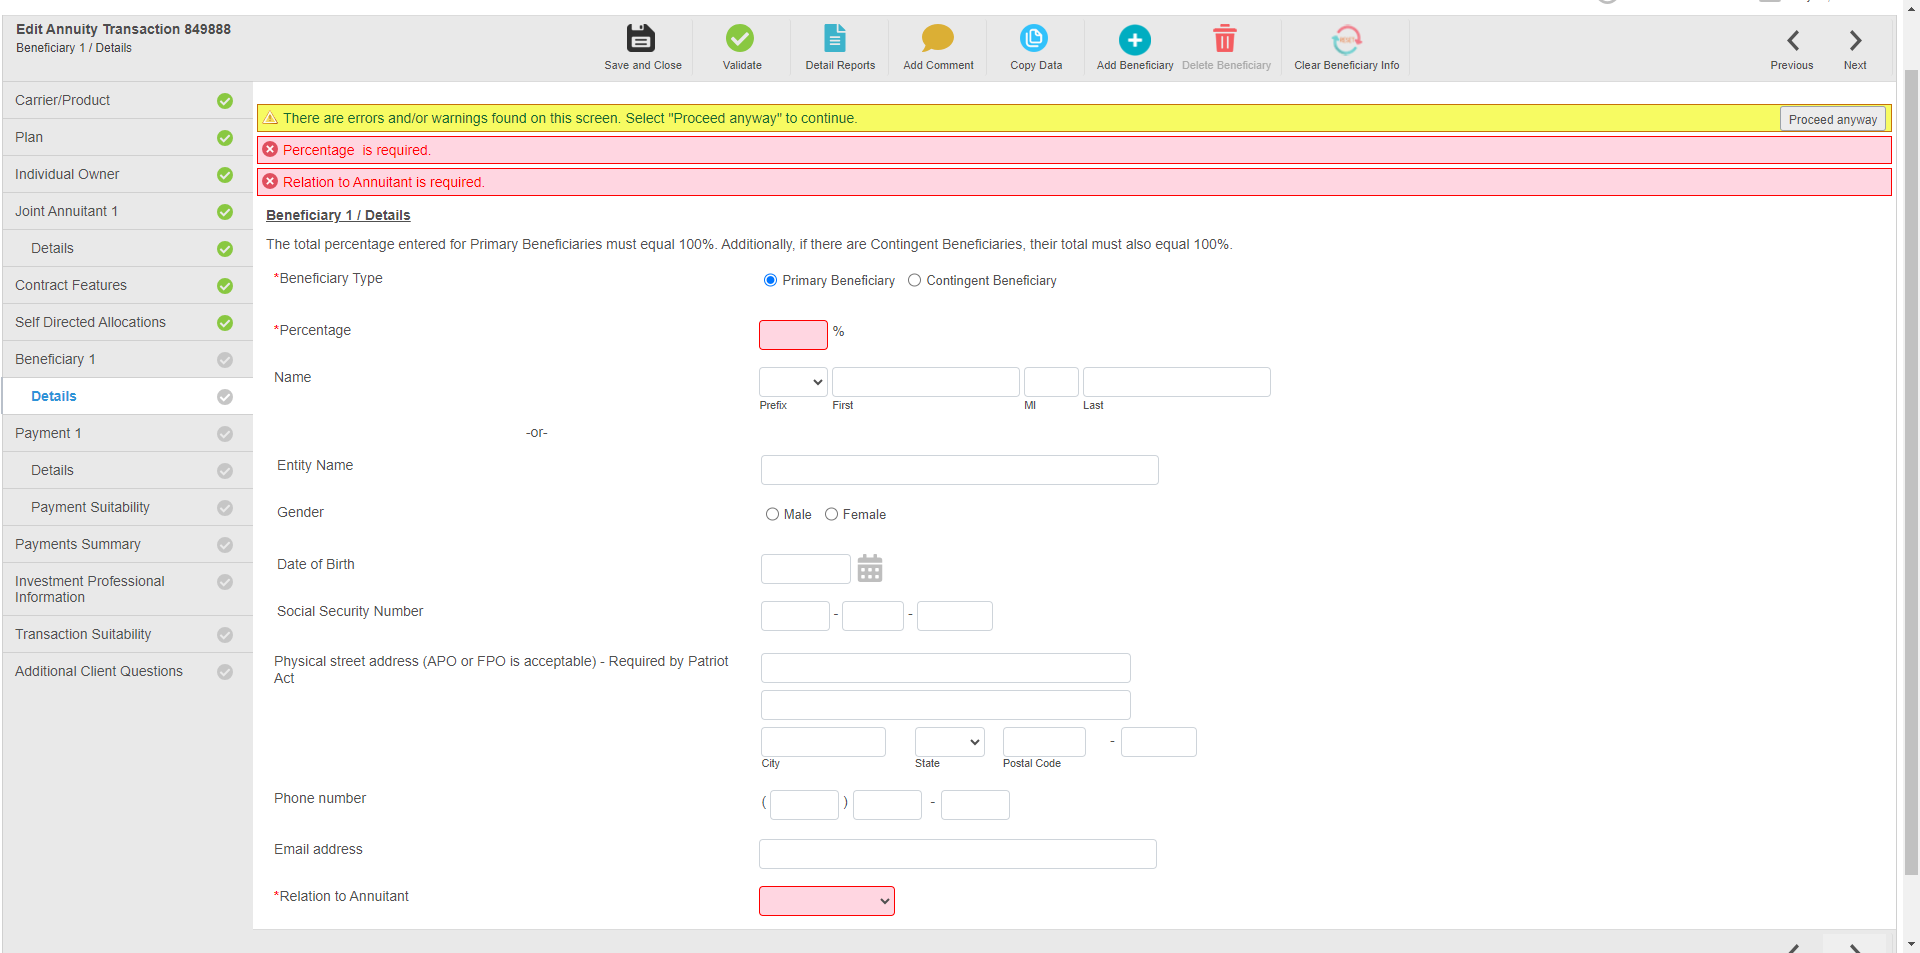 Edit Annuity Transaction 849888
Beneficiary 1 / Details
Save and Close
Validate
Detail Reports
Add Comment
Copy Data
Add Beneficiary
Delete Beneficiary
Clear Beneficiary Info
Previous
Next
Carrier/Product
Plan
Individual Owner
Joint Annuitant 1
Details
Contract Features
Self Directed Allocations
Beneficiary 1
Details
Payment 1
Details
Payment Suitability
Payments Summary
Investment Professional
Information
Transaction Suitability
Additional Client Questions
There are errors and/or warnings found on this screen. Select "Proceed anyway" to continue.
Proceed anyway
Percentage  is required.
Relation to Annuitant is required.
Beneficiary 1 / Details
The total percentage entered for Primary Beneficiaries must equal 100%. Additionally, if there are Contingent Beneficiaries, their total must also equal 100%.
*Beneficiary Type
Primary Beneficiary
Contingent Beneficiary
*Percentage
%
Name
Prefix
First
MI
Last
-or-
Entity Name
Gender
Male
Female
Date of Birth
Social Security Number
- -
Physical street address (APO or FPO is acceptable) - Required by Patriot
Act
-
City
State
Postal Code
Phone number
( ) -
Email address
*Relation to Annuitant